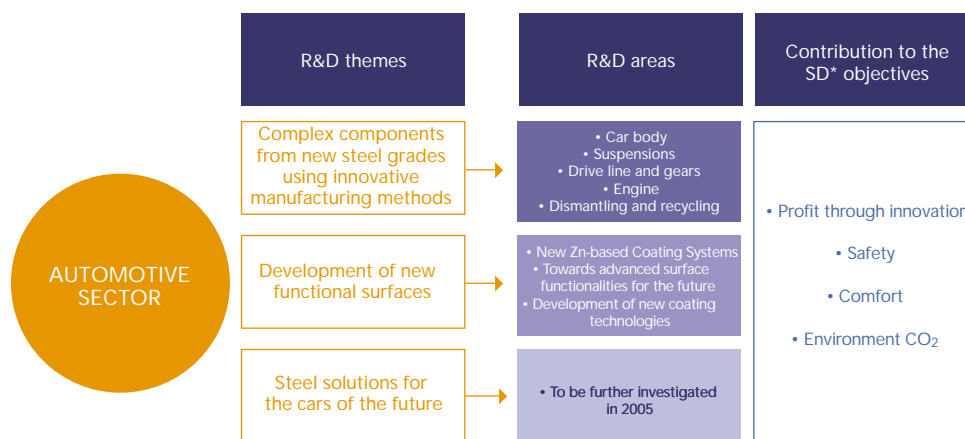 R&D themes
R&D areas
Contribution to the
SD* objectives
AUTOMOTIVE
SECTOR
Complex components
from new steel grades
using innovative
manufacturing methods
• Car body
• Suspensions
• Drive line and gears
• Engine
• Dismantling and recycling
Development of new
functional surfaces
• New Zn-based Coating Systems
• Towards advanced surface
functionalities for the future
• Development of new coating
technologies
Steel solutions for
the cars of the future
• To be further investigated
in 2005
• Profit through innovation
• Safety
• Comfort
• Environment CO₂